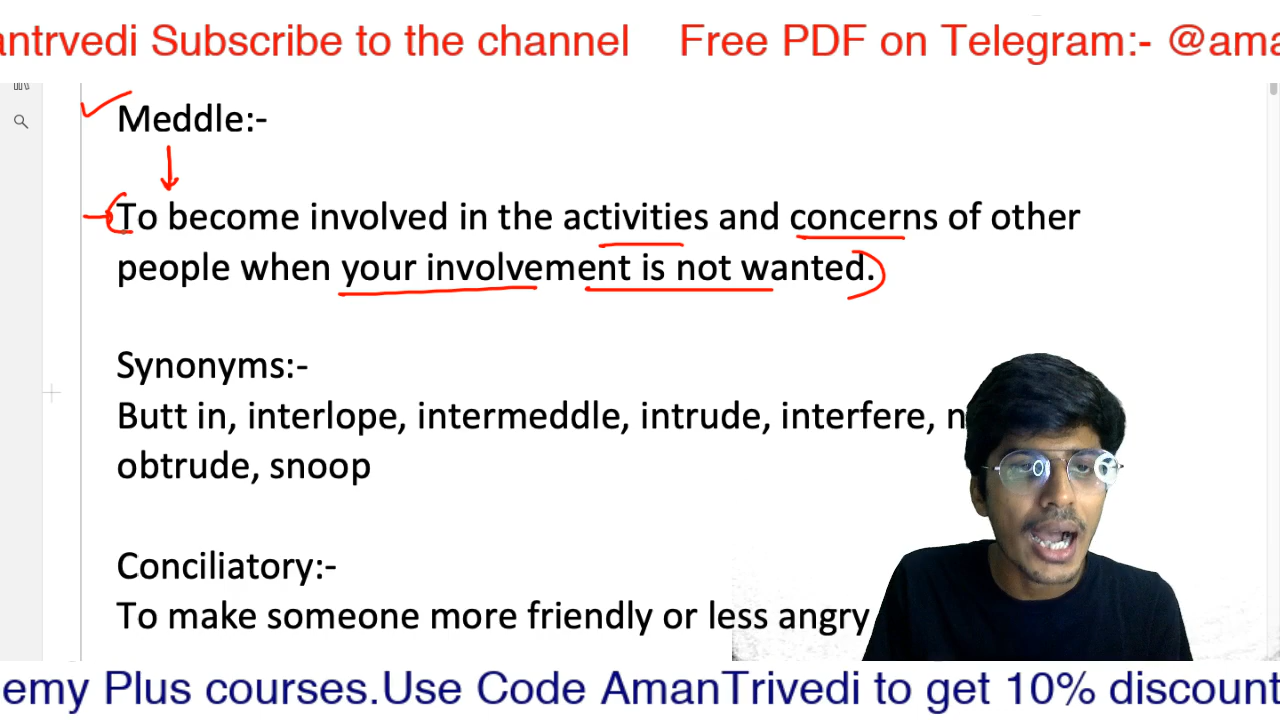 antrvedi Subscribe to the channel Free PDF on Telegram:- @ama
Meddle:-
To become involved in the activities and concerns of other
people when your involvement is not wanted.
Synonyms:-
Butt in, interlope, intermeddle, intrude, interfere, n
obtrude, snoop
Conciliatory:-
To make someone more friendly or less angry
emy Plus courses.Use Code AmanTrivedi to get 10% discount